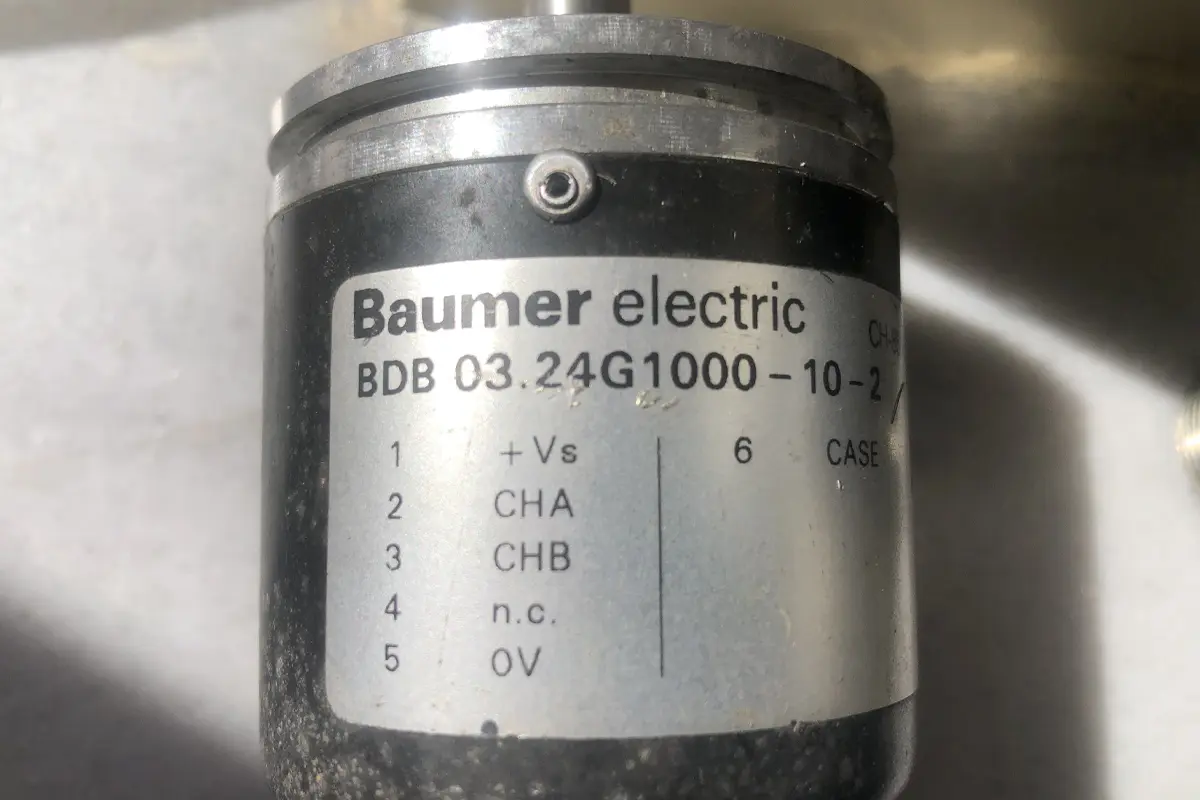 Baumer electric
BDB 03.24G1000-10-2
1 +Vs 6 CASE
2 CHA
3 CHB
4 n.c.
5 0V